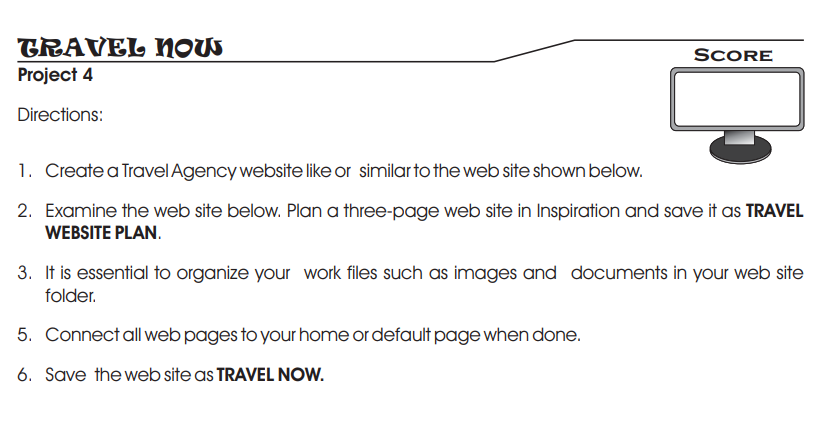 TRAVEL NOW
SCORE
Project 4
Directions:
1. Create a Travel Agency website like or similar to the web site shown below.
2. Examine the web site below. Plan a three-page web site in Inspiration and save it as TRAVEL
WEBSITE PLAN.
3. It is essential to organize your work files such as images and documents in your web site
folder.
5. Connect all web pages to your home or default page when done.
6. Save the web site as TRAVEL NOW.